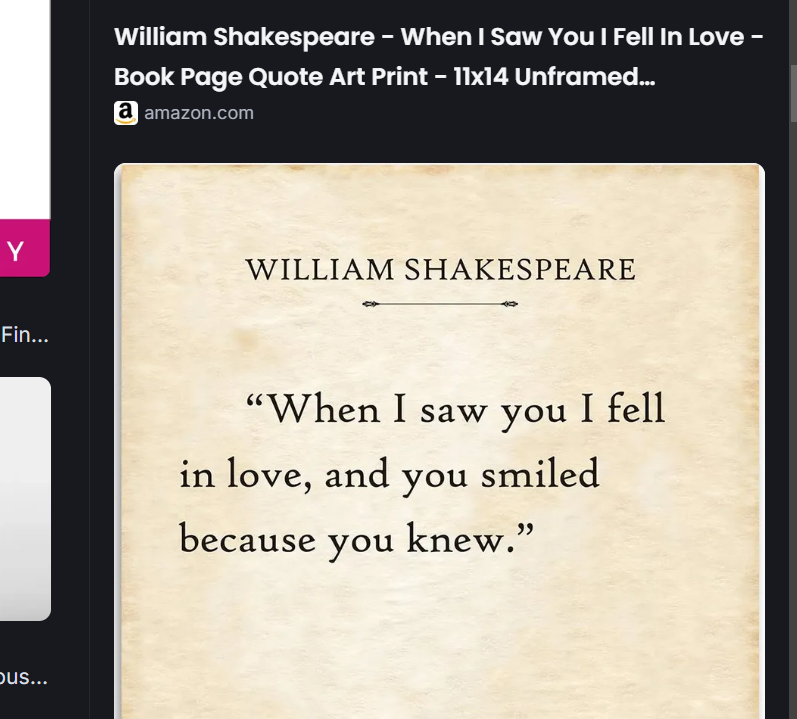 William Shakespeare - When I Saw You I Fell In Love -
Book Page Quote Art Print - 11x14 Unframed...
a amazon.com
Y
Fin...
WILLIAM SHAKESPEARE
“When I saw you I fell
in love, and you smiled
because you knew.”
ous...